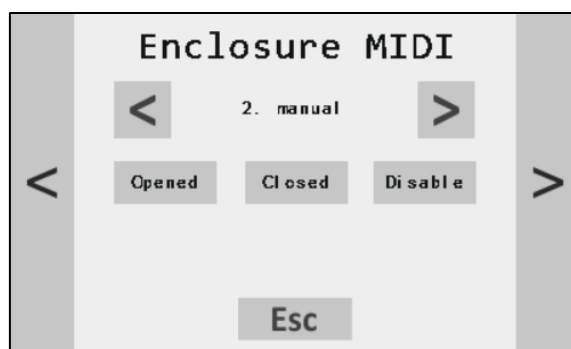 Enclosure MIDI
< 2. manual >
< Opened Closed Disable >
Esc